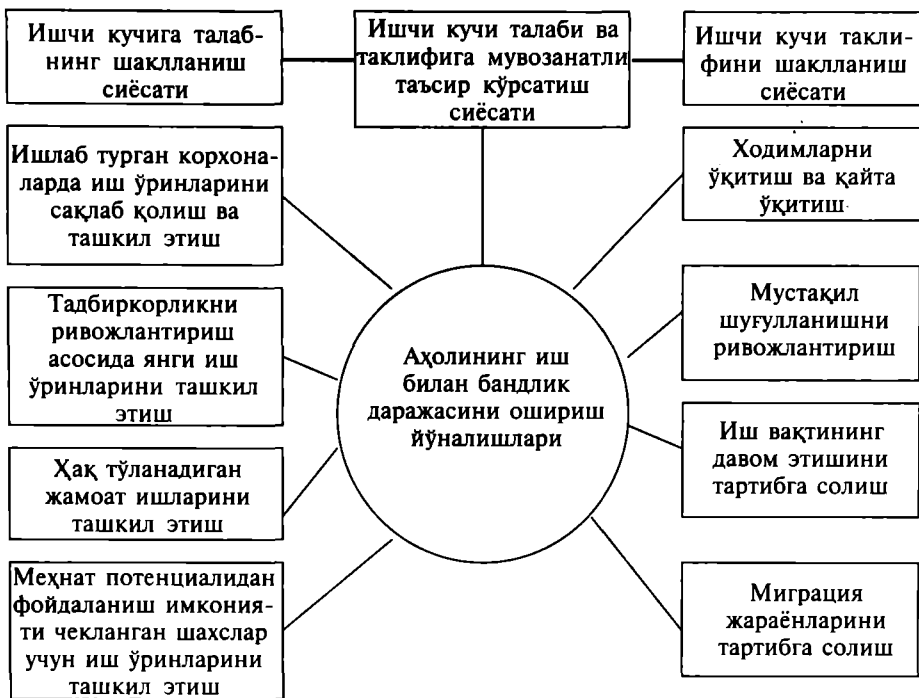 Ишчи кучига талаб-
нинг шаклланиш
сиёсати
Ишчи кучи талаби ва
таклифига мувозанатли
таъсир кўрсатиш
сиёсати
Ишчи кучи такли-
фини шаклланиш
сиёсати
Ишлаб турган корхона-
ларда иш ўринларини
сақлаб қолиш ва
ташкил этиш
Тадбиркорликни
ривожлантириш
асосида янги иш
ўринларини ташкил
этиш
Ҳақ тўланадиган
жамоат ишларини
ташкил этиш
Меҳнат потенциалидан
фойдаланиш имкония-
ти чекланган шахслар
учун иш ўринларини
ташкил этиш
Аҳолининг иш
билан бандлик
даражасини ошириш
йўналишлари
Ходимларни
ўқитиш ва қайта
ўқитиш
Мустақил
шуғулланишни
ривожлантириш
Иш вақтининг
давом этишини
тартибга солиш
Миграция
жараёнларини
тартибга солиш